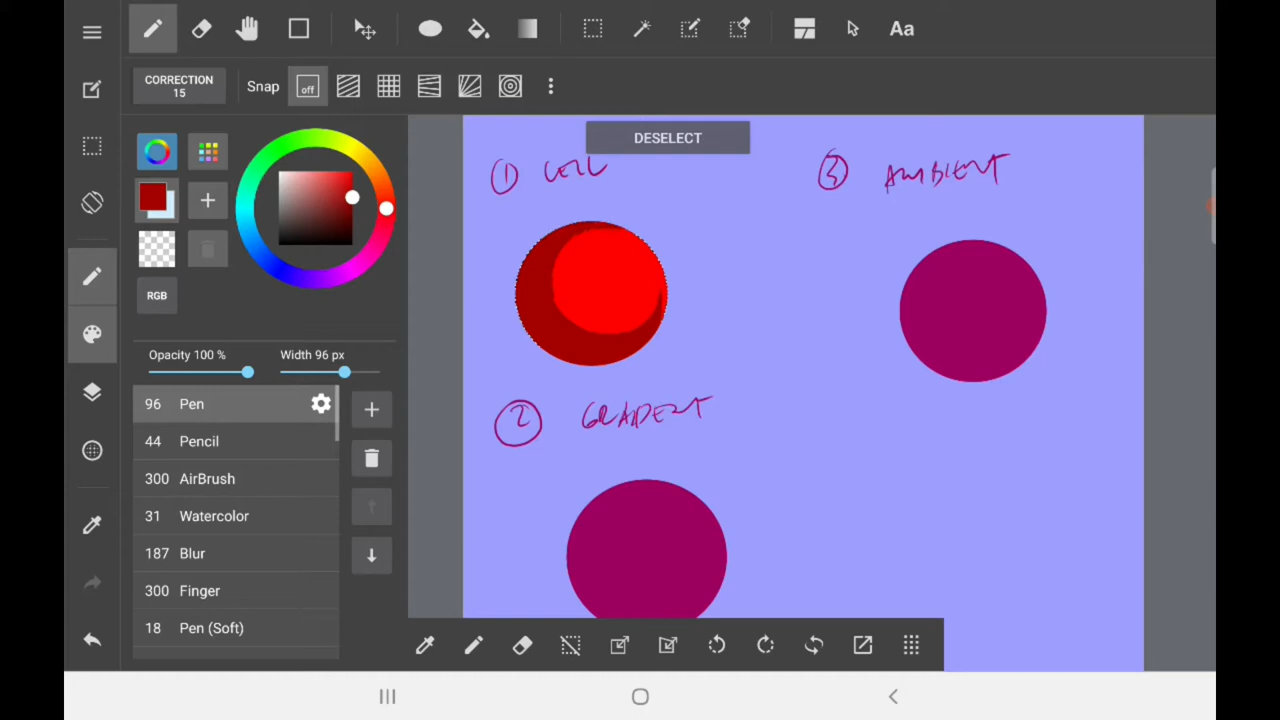 Aa
CORRECTION
15
Snap
off
DESELECT
① CELL
③ AMBIENT
RGB
Opacity 100 %
Width 96 px
96 Pen
44 Pencil
300 AirBrush
31 Watercolor
187 Blur
300 Finger
18 Pen (Soft)
② GRADIENT